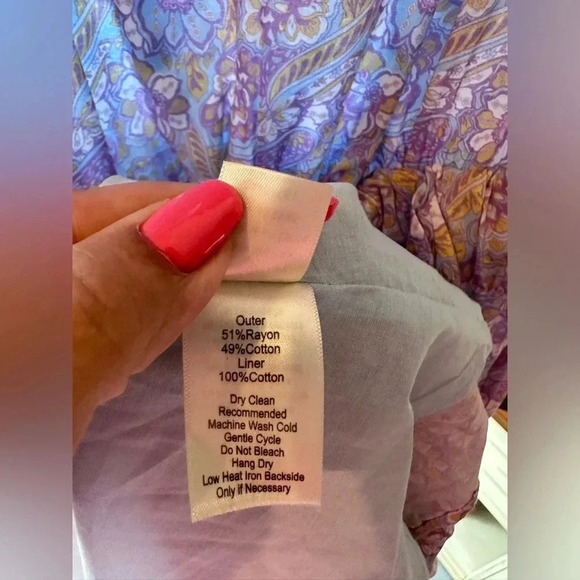 Outer
51%Rayon
49%Cotton
Liner
100%Cotton
Dry Clean
Recommended
Machine Wash Cold
Gentle Cycle
Do Not Bleach
Hang Dry
Low Heat Iron Backside
Only if Necessary